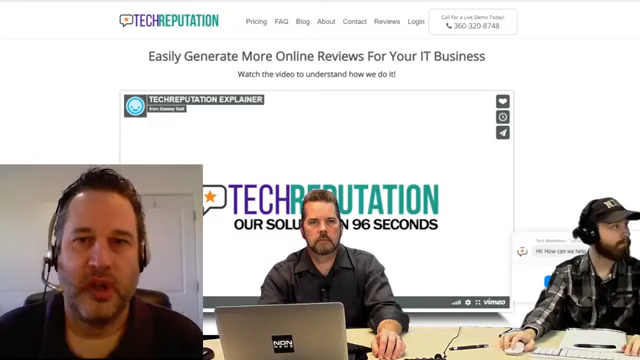 TECHREPUTATION
Pricing FAQ Blog About Contact Reviews Login
Call For a Live Demo Today!
360-320-8748
Easily Generate More Online Reviews For Your IT Business
Watch the video to understand how we do it!
TECHREPUTATION EXPLAINER
TECHREPUTATION
IN 96 SECONDS
Hi! How can we help
vimeo